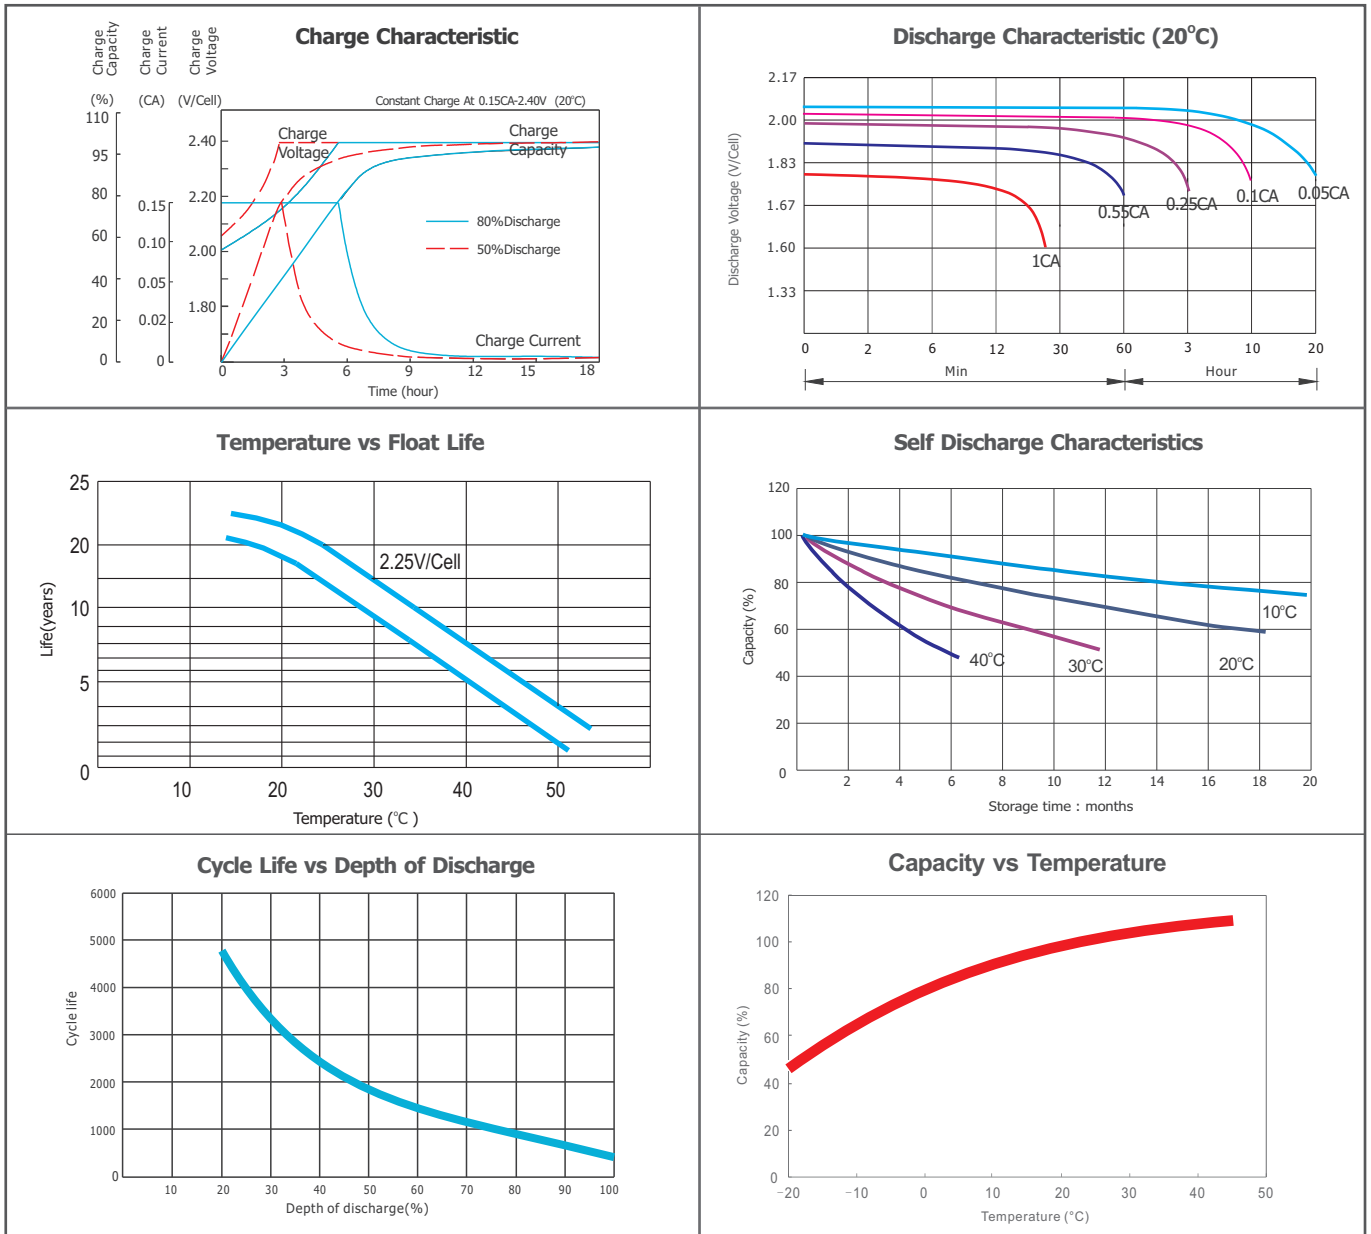 Charge Characteristic
Charge
Capacity
Charge
Current
Charge
Voltage
(%)
(CA)
(V/Cell)
Constant Charge At 0.15CA-2.40V (20°C)
110
95
80
60
40
20
0
0.15
0.10
0.05
0.02
0
2.40
2.20
2.00
1.80
Charge
Voltage
Charge
Capacity
80%Discharge
50%Discharge
Charge Current
0 3 6 9 12 15 18
Time (hour)
Discharge Characteristic (20°C)
Discharge Voltage (V/Cell)
2.17
2.00
1.83
1.67
1.60
1.33
1CA
0.55CA
0.25CA
0.1CA
0.05CA
0 2 6 12 30 60 3 10 20
Min
Hour
Temperature vs Float Life
Life(years)
25
20
10
5
0
2.25V/Cell
10 20 30 40 50
Temperature (°C )
Self Discharge Characteristics
Capacity (%)
120
100
80
60
40
20
0
10°C
20°C
30°C
40°C
2 4 6 8 10 12 14 16 18 20
Storage time : months
Cycle Life vs Depth of Discharge
Cycle life
6000
5000
4000
3000
2000
1000
0
10 20 30 40 50 60 70 80 90 100
Depth of discharge(%)
Capacity vs Temperature
Capacity (%)
120
100
80
60
40
20
0
−20 −10 0 10 20 30 40 50
Temperature (°C)